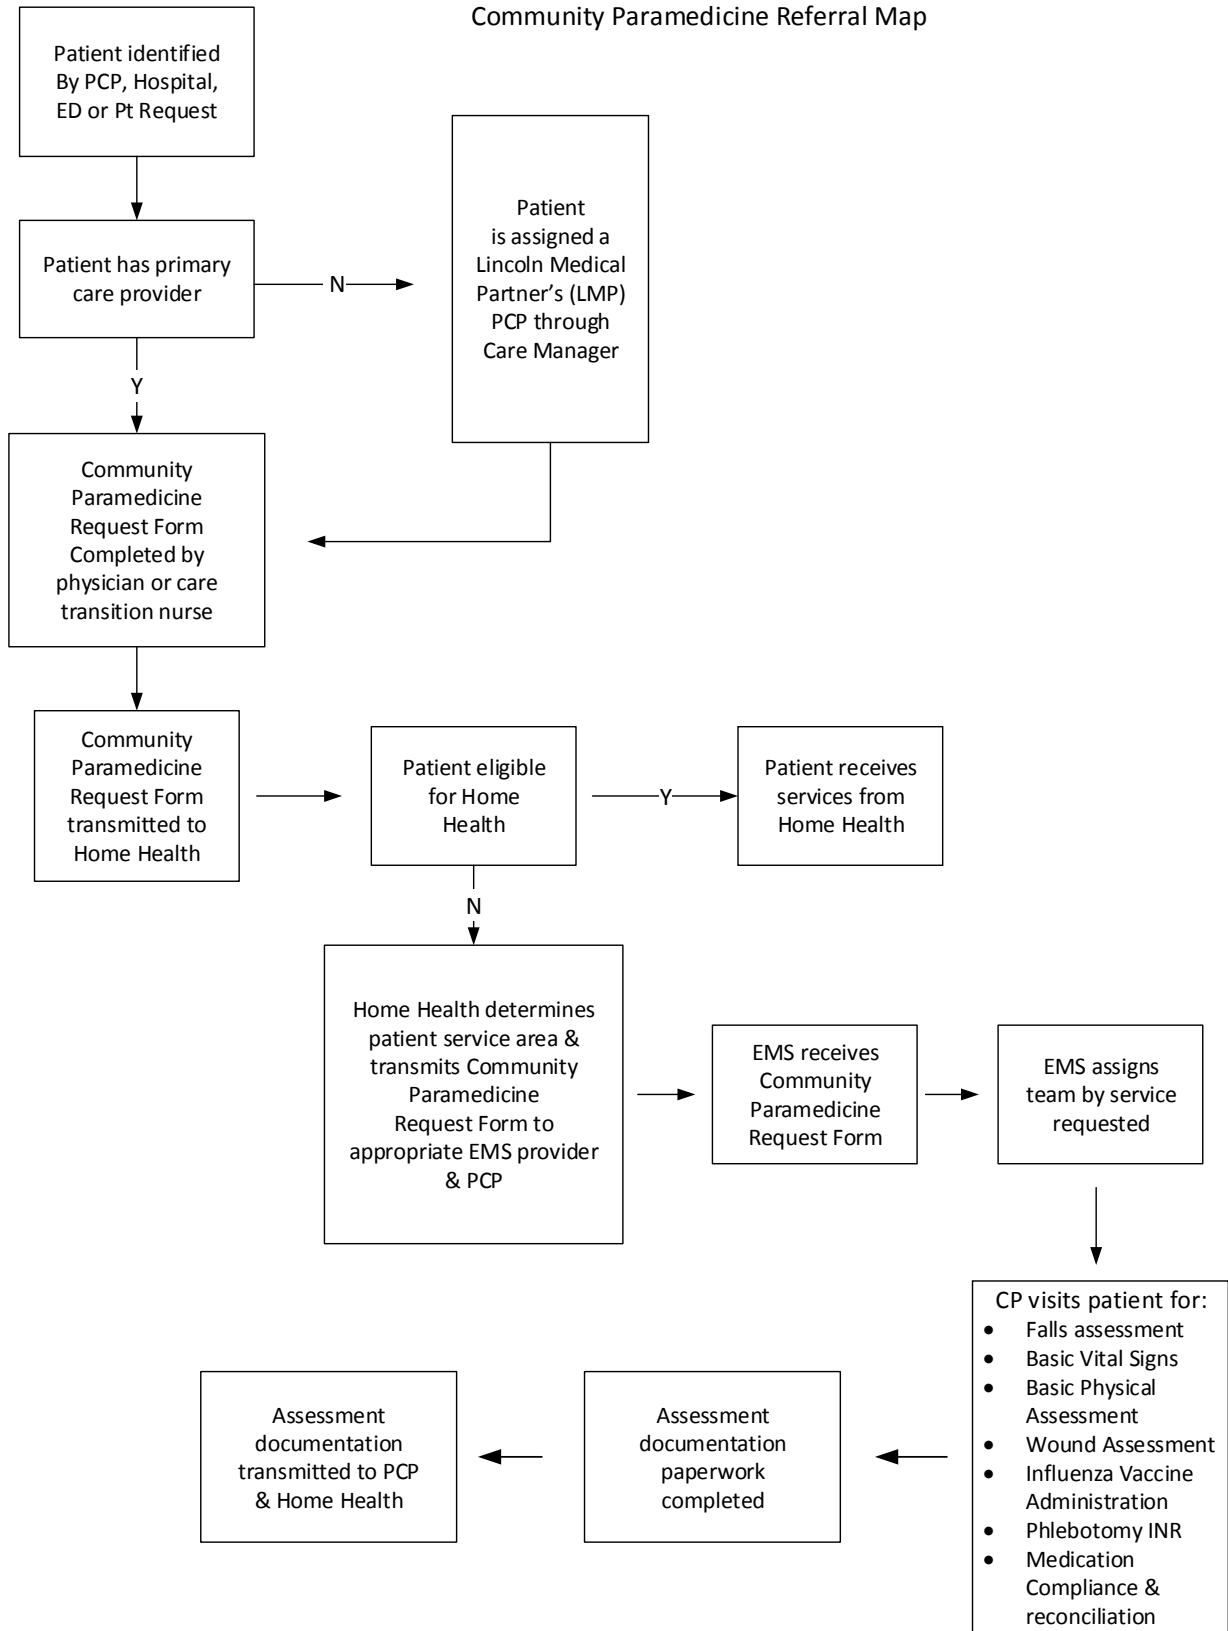 Community Paramedicine Referral Map
Patient identified
By PCP, Hospital,
ED or Pt Request
Patient has primary
care provider
N
Patient
is assigned a
Lincoln Medical
Partner’s (LMP)
PCP through
Care Manager
Y
Community
Paramedicine
Request Form
Completed by
physician or care
transition nurse
Community
Paramedicine
Request Form
transmitted to
Home Health
Patient eligible
for Home
Health
Y
Patient receives
services from
Home Health
N
Home Health determines
patient service area &
transmits Community
Paramedicine
Request Form to
appropriate EMS provider
& PCP
EMS receives
Community
Paramedicine
Request Form
EMS assigns
team by service
requested
CP visits patient for:
• Falls assessment
• Basic Vital Signs
• Basic Physical
Assessment
• Wound Assessment
• Influenza Vaccine
Administration
• Phlebotomy INR
• Medication
Compliance &
reconciliation
Assessment
documentation
paperwork
completed
Assessment
documentation
transmitted to PCP
& Home Health